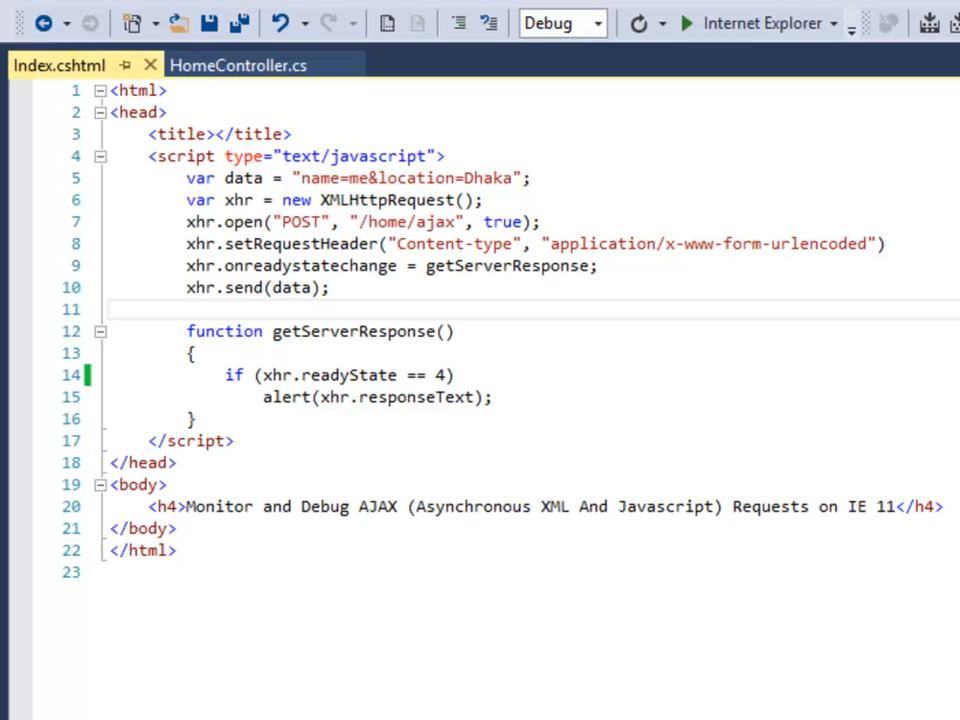 Debug Internet Explorer
Index.cshtml HomeController.cs
1 <html>
2 <head>
3 <title></title>
4 <script type="text/javascript">
5 var data = "name=me&location=Dhaka";
6 var xhr = new XMLHttpRequest();
7 xhr.open("POST", "/home/ajax", true);
8 xhr.setRequestHeader("Content-type", "application/x-www-form-urlencoded")
9 xhr.onreadystatechange = getServerResponse;
10 xhr.send(data);
11
12 function getServerResponse()
13 {
14 if (xhr.readyState == 4)
15 alert(xhr.responseText);
16 }
17 </script>
18 </head>
19 <body>
20 <h4>Monitor and Debug AJAX (Asynchronous XML And Javascript) Requests on IE 11</h4>
21 </body>
22 </html>
23